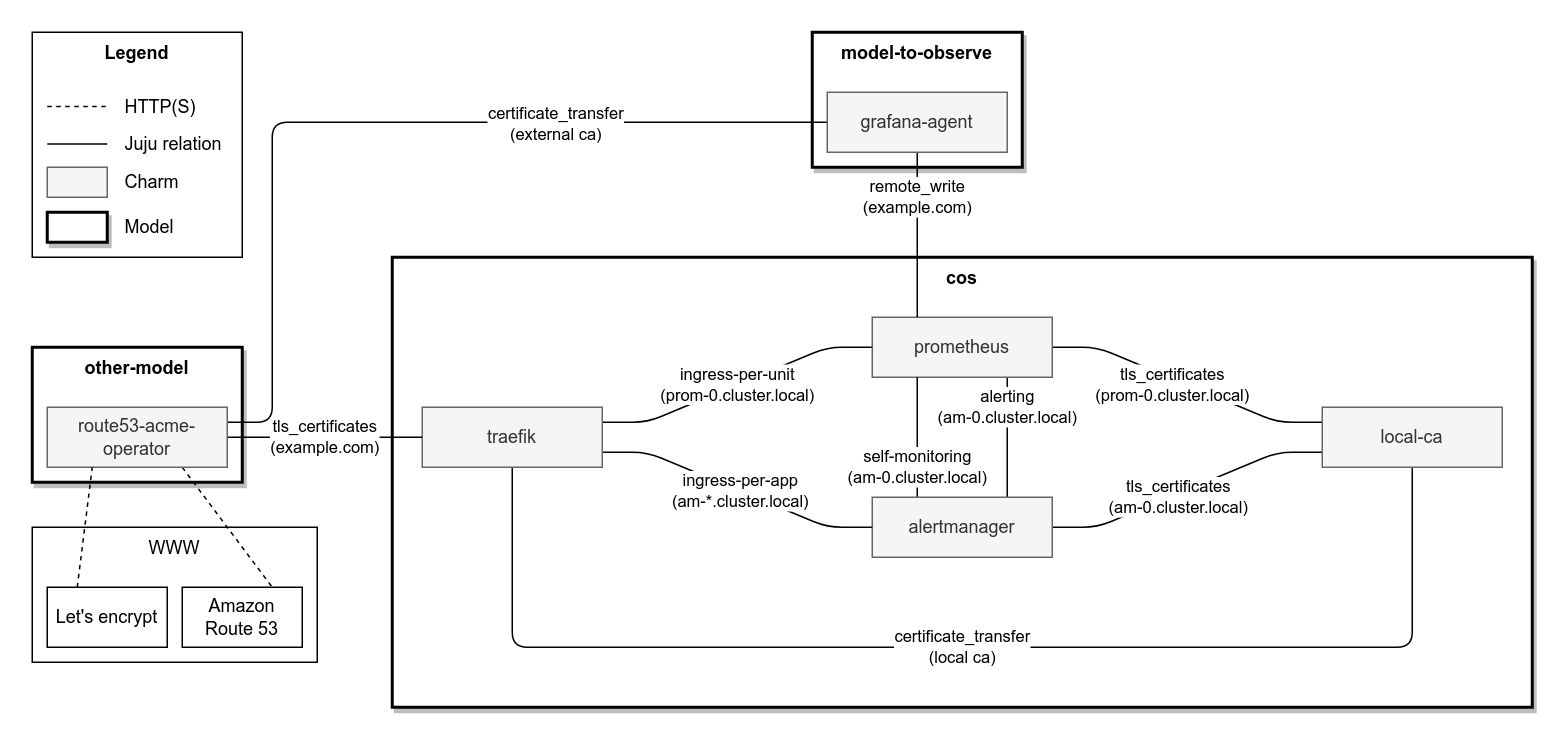 Legend
HTTP(S)
Juju relation
Charm
Model
model-to-observe
grafana-agent
certificate_transfer
(external ca)
remote_write
(example.com)
other-model
route53-acme-
operator
tls_certificates
(example.com)
WWW
Let's encrypt
Amazon
Route 53
cos
traefik
prometheus
alertmanager
local-ca
ingress-per-unit
(prom-0.cluster.local)
ingress-per-app
(am-*.cluster.local)
alerting
(am-0.cluster.local)
self-monitoring
(am-0.cluster.local)
tls_certificates
(prom-0.cluster.local)
tls_certificates
(am-0.cluster.local)
certificate_transfer
(local ca)